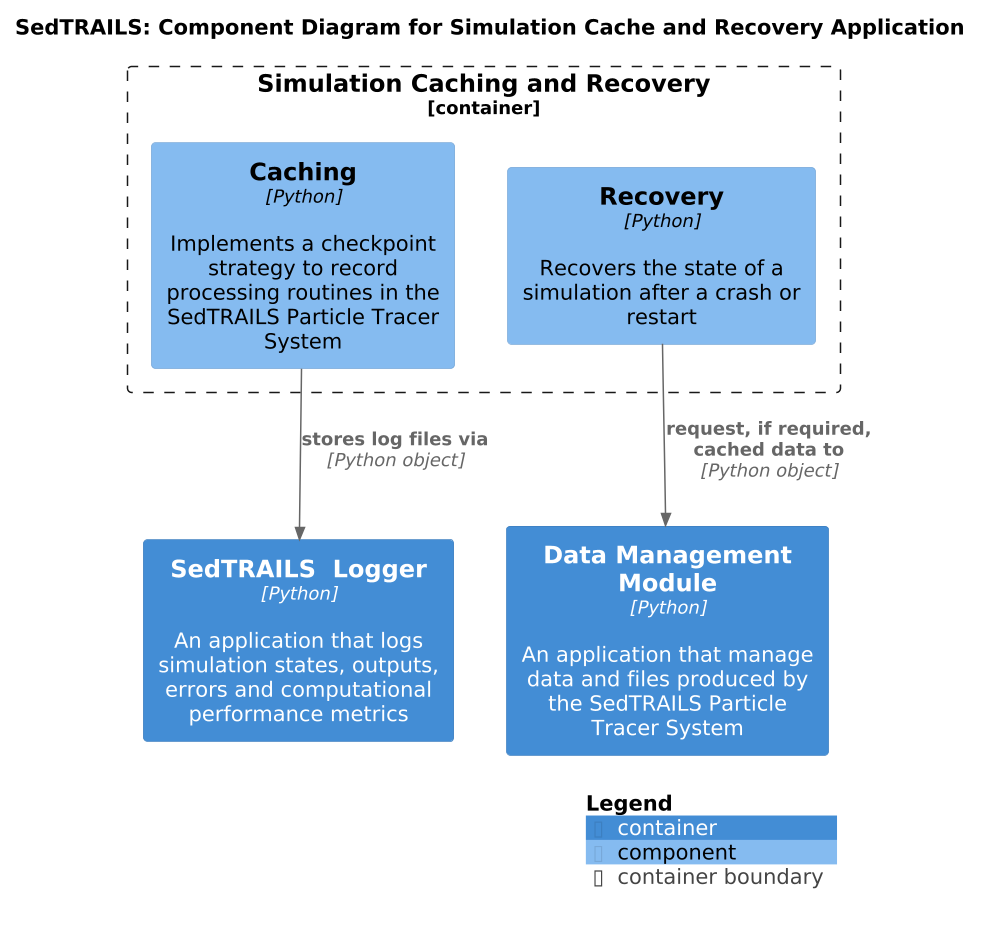 SedTRAILS: Component Diagram for Simulation Cache and Recovery Application
Simulation Caching and Recovery
[container]
Caching
[Python]
Implements a checkpoint
strategy to record
processing routines in the
SedTRAILS Particle Tracer
System
Recovery
[Python]
Recovers the state of a
simulation after a crash or
restart
stores log files via
[Python object]
request, if required,
cached data to
[Python object]
SedTRAILS  Logger
[Python]
An application that logs
simulation states, outputs,
errors and computational
performance metrics
Data Management
Module
[Python]
An application that manage
data and files produced by
the SedTRAILS Particle
Tracer System
Legend
container
component
container boundary